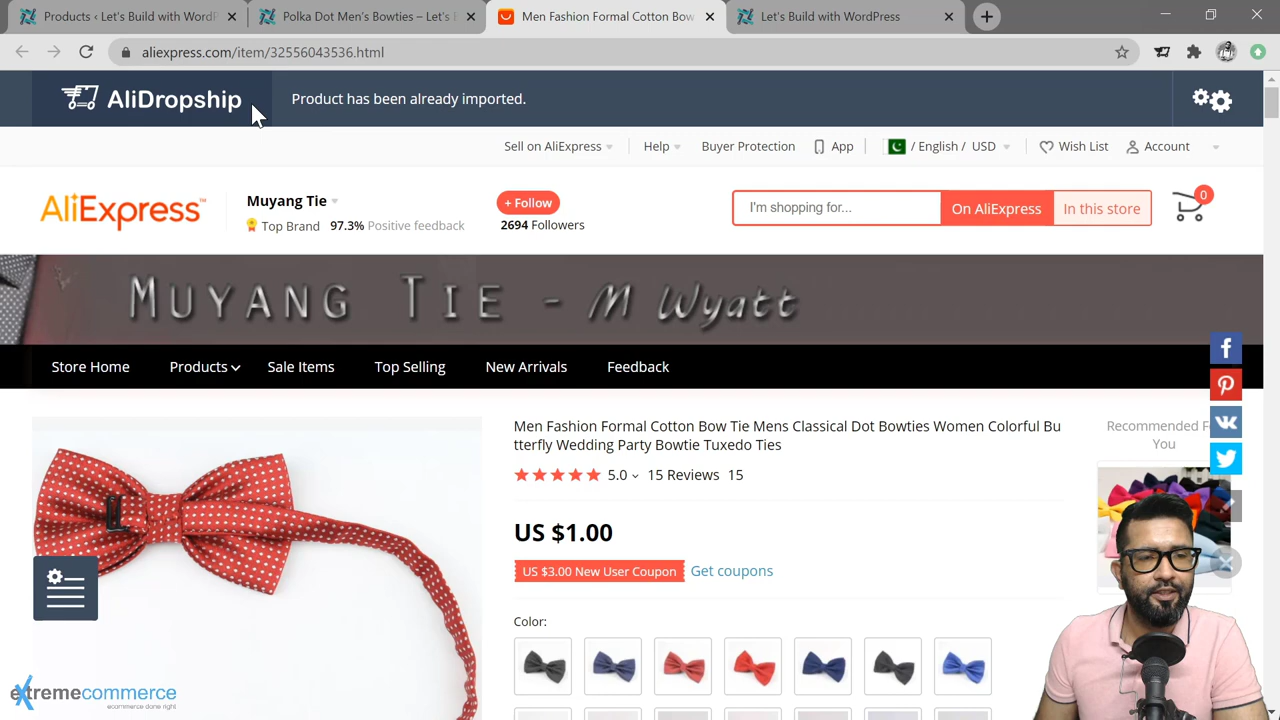 Products ‹ Let's Build with WordP
Polka Dot Men's Bowties – Let's B
Men Fashion Formal Cotton Bow
Let's Build with WordPress
aliexpress.com/item/32556043536.html
AliDropship
Product has been already imported.
Sell on AliExpress
Help
Buyer Protection
App
/ English / USD
Wish List
Account
AliExpress™
Muyang Tie
Top Brand 97.3% Positive feedback
+ Follow
2694 Followers
I'm shopping for...
On AliExpress
In this store
0
MUYANG TIE - M Wyatt
Store Home
Products
Sale Items
Top Selling
New Arrivals
Feedback
Men Fashion Formal Cotton Bow Tie Mens Classical Dot Bowties Women Colorful Bu
tterfly Wedding Party Bowtie Tuxedo Ties
5.0 15 Reviews 15
US $1.00
US $3.00 New User Coupon
Get coupons
Color:
Recommended F
You
extremecommerce
ecommerce done right